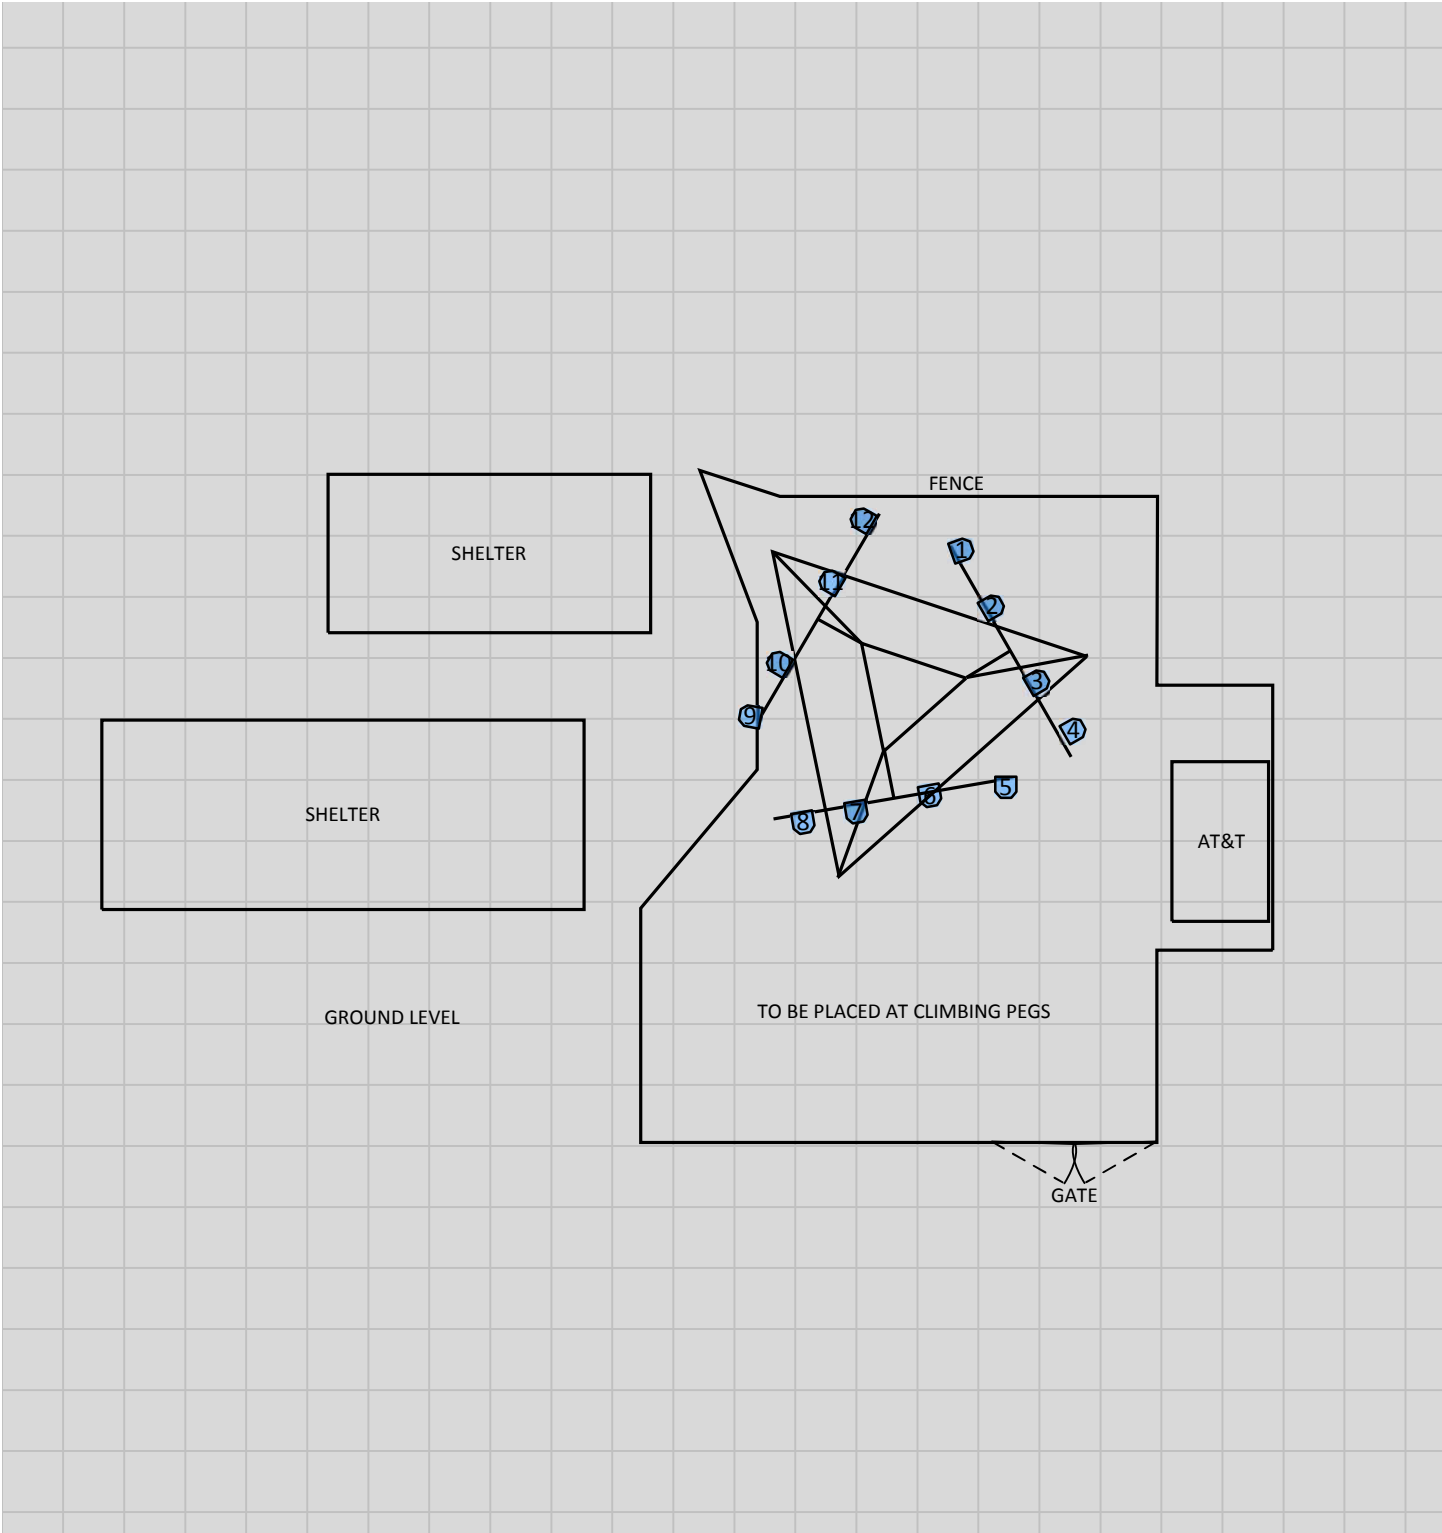 FENCE
12
SHELTER
1
11
2
10
3
9
4
5
6
SHELTER
7
8
AT&T
TO BE PLACED AT CLIMBING PEGS
GROUND LEVEL
GATE